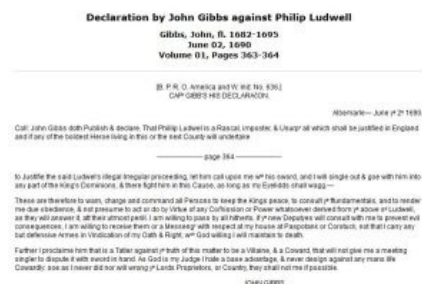 Declaration by John Gibbs against Philip Ludwell
Gibbs, John, fl. 1682-1695
June 02, 1690
Volume 01, Pages 363-364
[B. P. R. O. America and W. Ind. No. 636.]
CAPᵗ GIBB'S HIS DECLARACON.
Albemarle— June yᵉ 2ᵈ 1690
Colˡ: John Gibbs doth Publish & declare, That Philip Ludwel is a Rascal, imposter, & Usurpʳ all which shall be justified in England
and if any of the boldest Heroe living in this or the next County will undertake
page 364
to Justifie the said Ludwell's illegal Irregular proceeding, let him call upon me wᵗʰ his sword, and I will single out & goe with him into
any part of the King's Dominions, & there fight him in this Cause, as long as my Eyelidds shall wagg.—
These are therefore to warn, charge and command all Persons to keep the Kings peace, to consult yᵉ ffundamentals, and to render
me due obedience, & not presume to act or do by Virtue of any Comission or Power whatsoever derived from yᵉ above sᵈ Ludwel,
as they will answer it, att their utmost perill. I am willing to pass by all hitherto. If yᵉ new Deputyes will consult with me to prevent evil
consequences, I am willing to receive them or a Messengʳ with respect at my house at Paspotanc or Coratuck, not that I carry any
but defensive Armes in Vindication of my Oath & Right, wᶜʰ God willing I will maintain to death.
Further I proclaime him that is a Tatler against yᵉ truth of this matter to be a Villaine, & a Coward, that will not give me a meeting
singler to dispute it with sword in hand. As God is my Judge I hate a base advantage, & never design against any mans life
Cowardly: soe as I never did nor will wrong yᵉ Lords Proprietors, or Country, they shall not me if possible.
JOHN GIBBS.